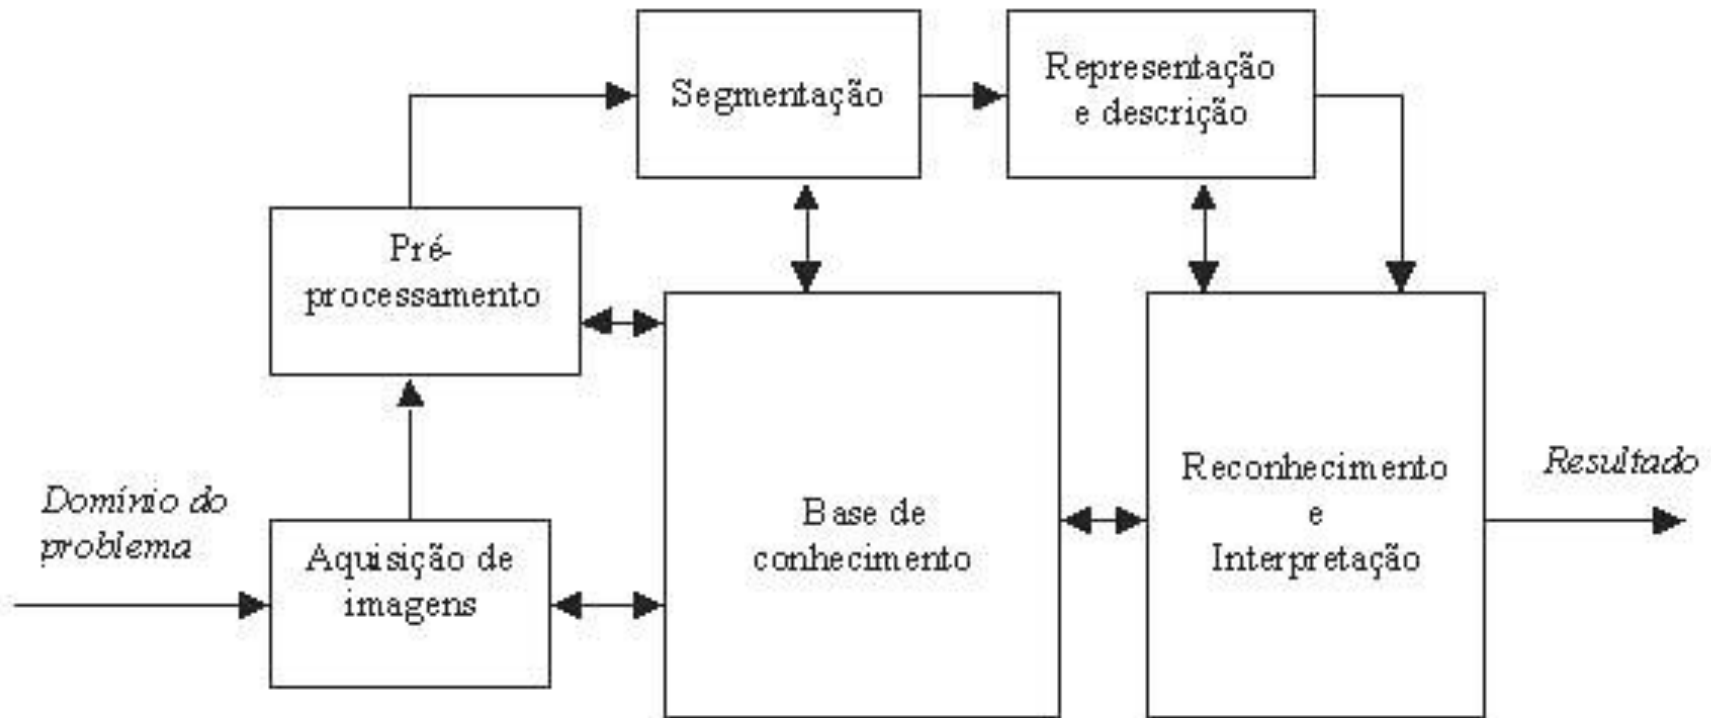 Segmentação
Representação
e descrição
Pré-
processamento
Domínio do
problema
Aquisição de
imagens
Base de
conhecimento
Reconhecimento
e
Interpretação
Resultado